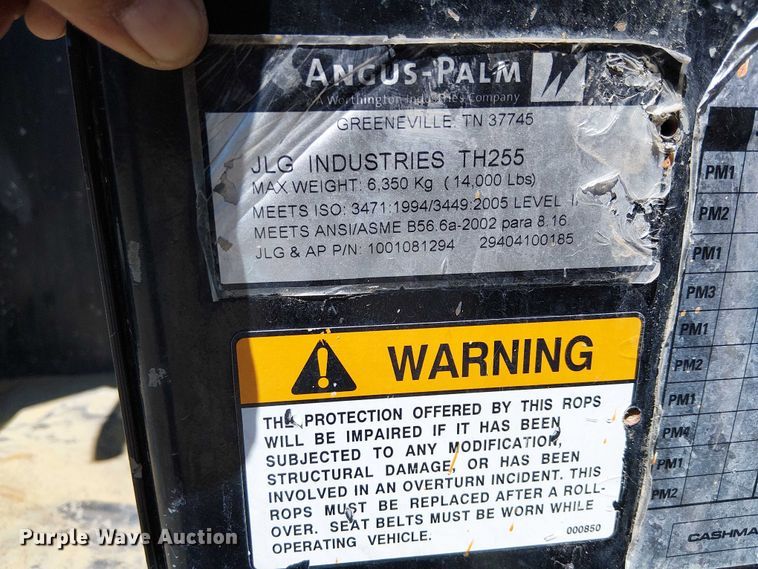 ANGUS-PALM
A Worthington Industries Company
GREENEVILLE, TN 37745
JLG INDUSTRIES TH255
MAX WEIGHT: 6,350 Kg ( 14,000 Lbs)
MEETS ISO: 3471:1994/3449:2005 LEVEL
MEETS ANSI/ASME B56.6a-2002 para 8.16
JLG & AP P/N: 1001081294 29404100185
WARNING
THE PROTECTION OFFERED BY THIS ROPS
WILL BE IMPAIRED IF IT HAS BEEN
SUBJECTED TO ANY MODIFICATION,
STRUCTURAL DAMAGE, OR HAS BEEN
INVOLVED IN AN OVERTURN INCIDENT. THIS
ROPS MUST BE REPLACED AFTER A ROLL-
OVER. SEAT BELTS MUST BE WORN WHILE
OPERATING VEHICLE. 000850
PM1
PM2
PM1
PM3
PM1
PM2
PM1
PM4
PM1
PM2
CASHMA
Purple Wave Auction